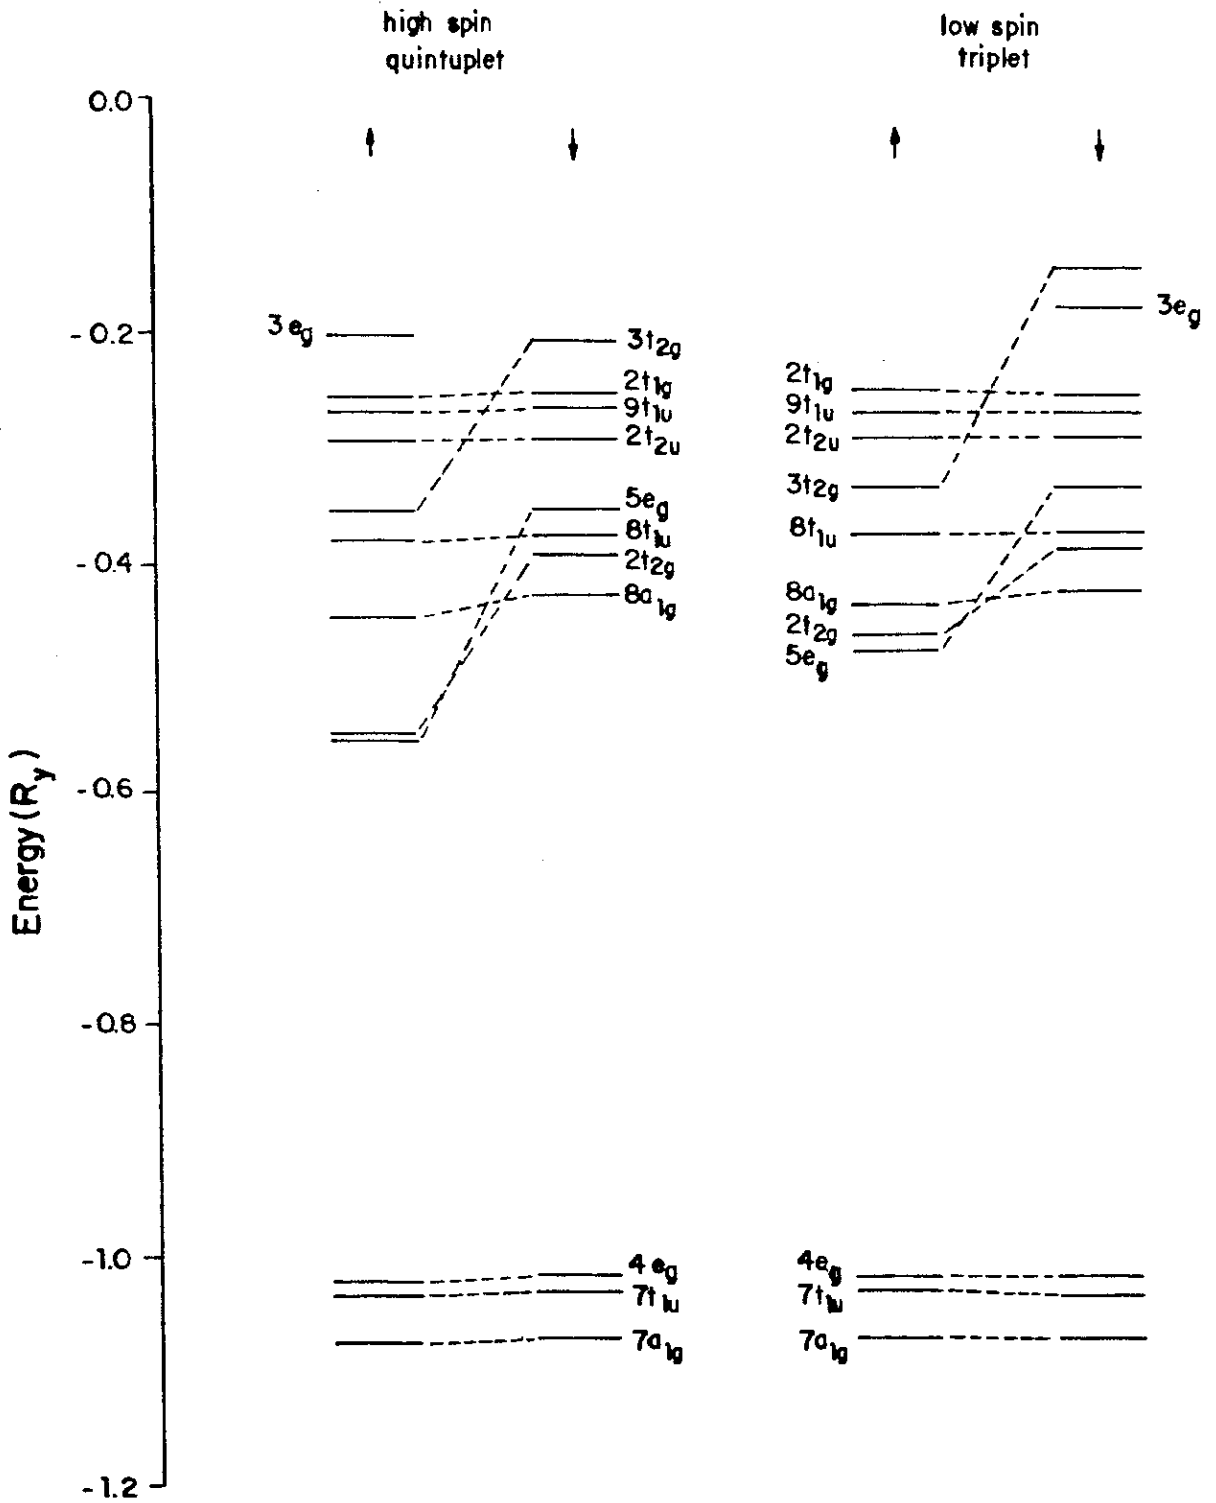 high spin
quintuplet
low spin
triplet
0.0
↑ ↓ ↑ ↓
3eg
-0.2
3eg
3t2g
2t1g
9t1u
2t2u
5eg
8t1u
2t2g
8a1g
2t1g
9t1u
2t2u
3t2g
8t1u
8a1g
2t2g
5eg
-0.4
-0.6
Energy(Ry)
-0.8
-1.0
4eg
7t1u
7a1g
4eg
7t1u
7a1g
-1.2